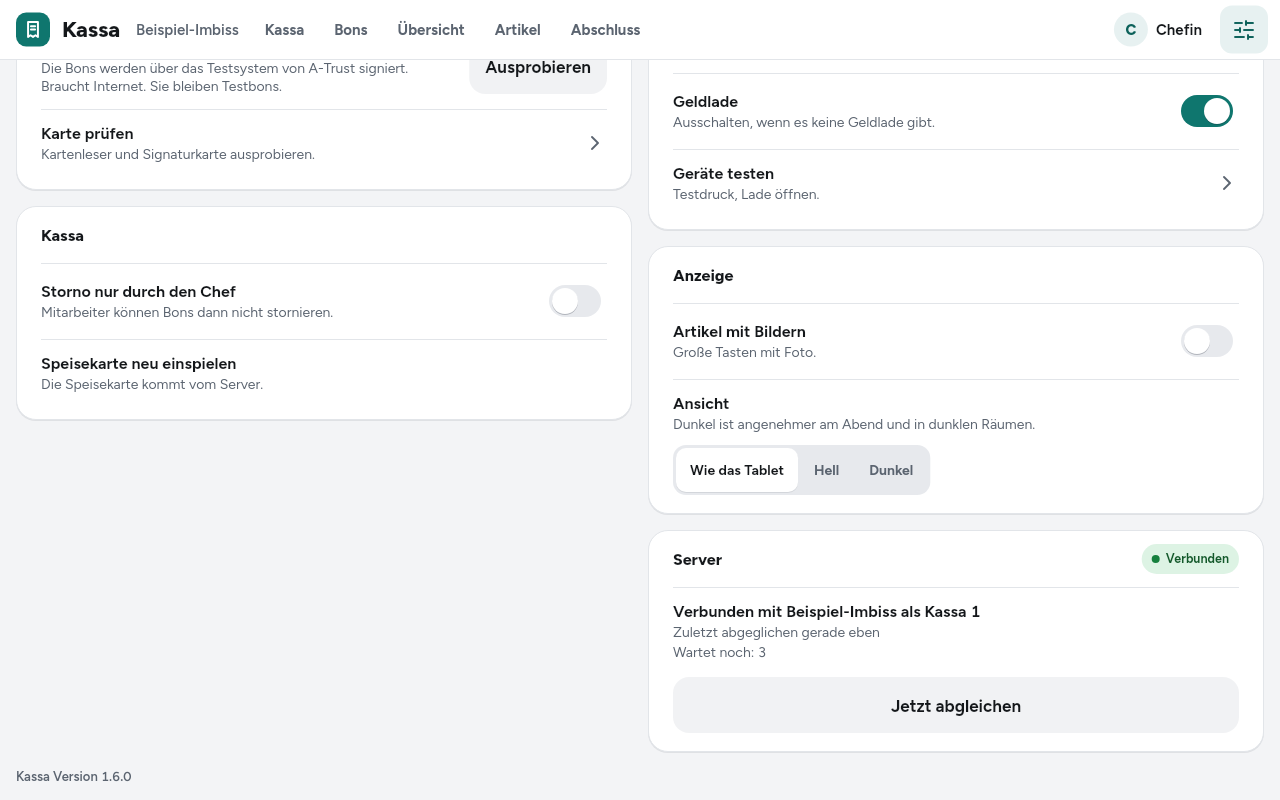 Kassa
Beispiel-Imbiss
Kassa
Bons
Übersicht
Artikel
Abschluss
C
Chefin
Die Bons werden über das Testsystem von A-Trust signiert.
Braucht Internet. Sie bleiben Testbons.
Ausprobieren
Karte prüfen
Kartenleser und Signaturkarte ausprobieren.
Kassa
Storno nur durch den Chef
Mitarbeiter können Bons dann nicht stornieren.
Speisekarte neu einspielen
Die Speisekarte kommt vom Server.
Geldlade
Ausschalten, wenn es keine Geldlade gibt.
Geräte testen
Testdruck, Lade öffnen.
Anzeige
Artikel mit Bildern
Große Tasten mit Foto.
Ansicht
Dunkel ist angenehmer am Abend und in dunklen Räumen.
Wie das Tablet
Hell
Dunkel
Server
Verbunden
Verbunden mit Beispiel-Imbiss als Kassa 1
Zuletzt abgeglichen gerade eben
Wartet noch: 3
Jetzt abgleichen
Kassa Version 1.6.0